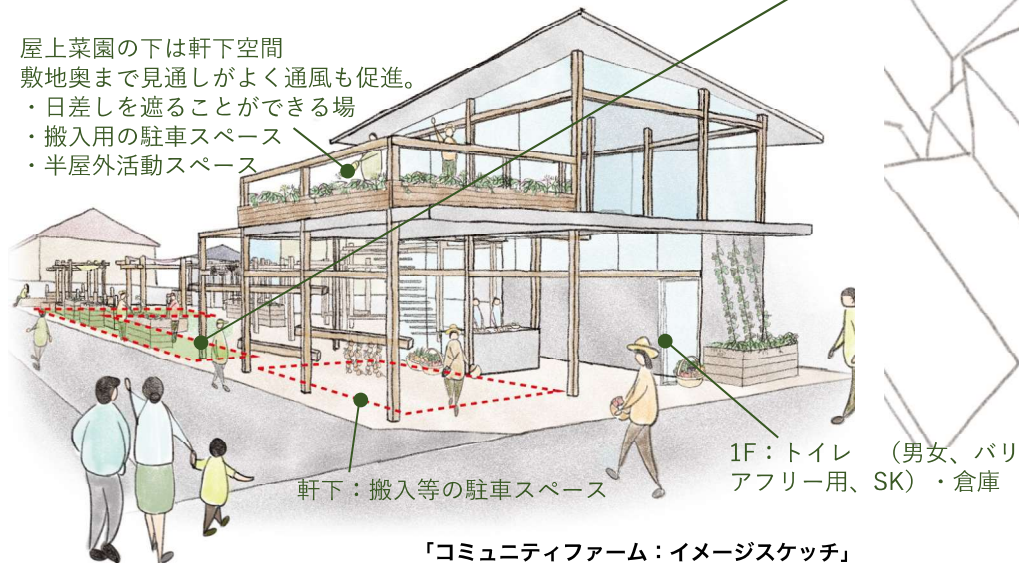 屋上菜園の下は軒下空間
敷地奥まで見通しがよく通風も促進。
・日差しを遮ることができる場
・搬入用の駐車スペース
・半屋外活動スペース
軒下：搬入等の駐車スペース
1F：トイレ　（男女、バリ
アフリー用、SK）・倉庫
「コミュニティファーム：イメージスケッチ」